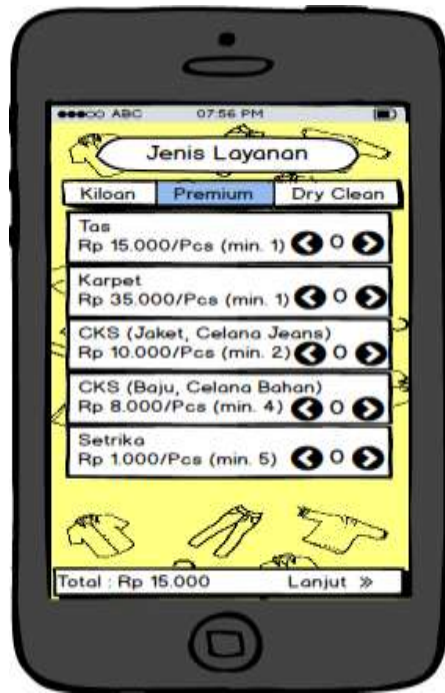 ABC 07:56 PM
Jenis Layanan
Kiloan Premium Dry Clean
Tas
Rp 15.000/Pcs (min. 1) 0
Karpet
Rp 35.000/Pcs (min. 1) 0
CKS (Jaket, Celana Jeans)
Rp 10.000/Pcs (min. 2) 0
CKS (Baju, Celana Bahan)
Rp 8.000/Pcs (min. 4) 0
Setrika
Rp 1.000/Pcs (min. 5) 0
Total : Rp 15.000 Lanjut »